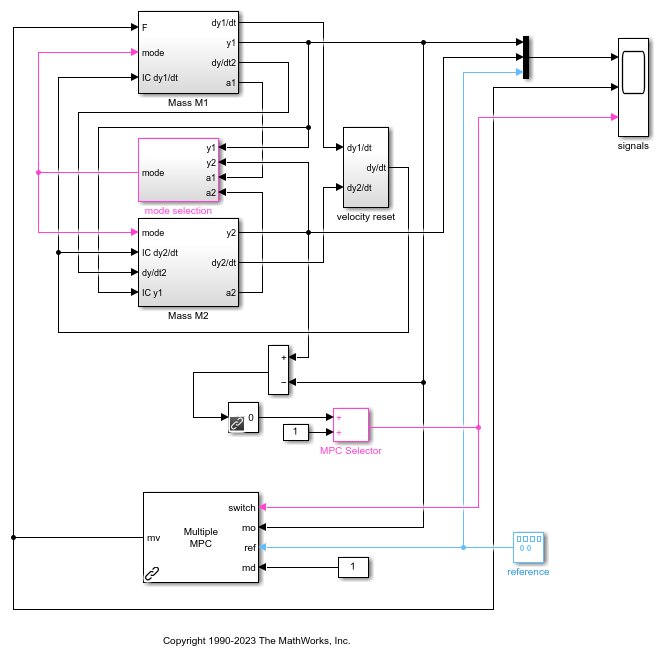 F
mode
IC dy1/dt
dy1/dt
y1
dy/dt2
a1
Mass M1
signals
mode
y1
y2
a1
a2
mode selection
dy1/dt
dy2/dt
dy/dt
velocity reset
mode
IC dy2/dt
dy/dt2
IC y1
y2
dy2/dt
a2
Mass M2
+
−
0
1
+
+
MPC Selector
mv
Multiple
MPC
switch
mo
ref
md
1
0 0
reference
Copyright 1990-2023 The MathWorks, Inc.